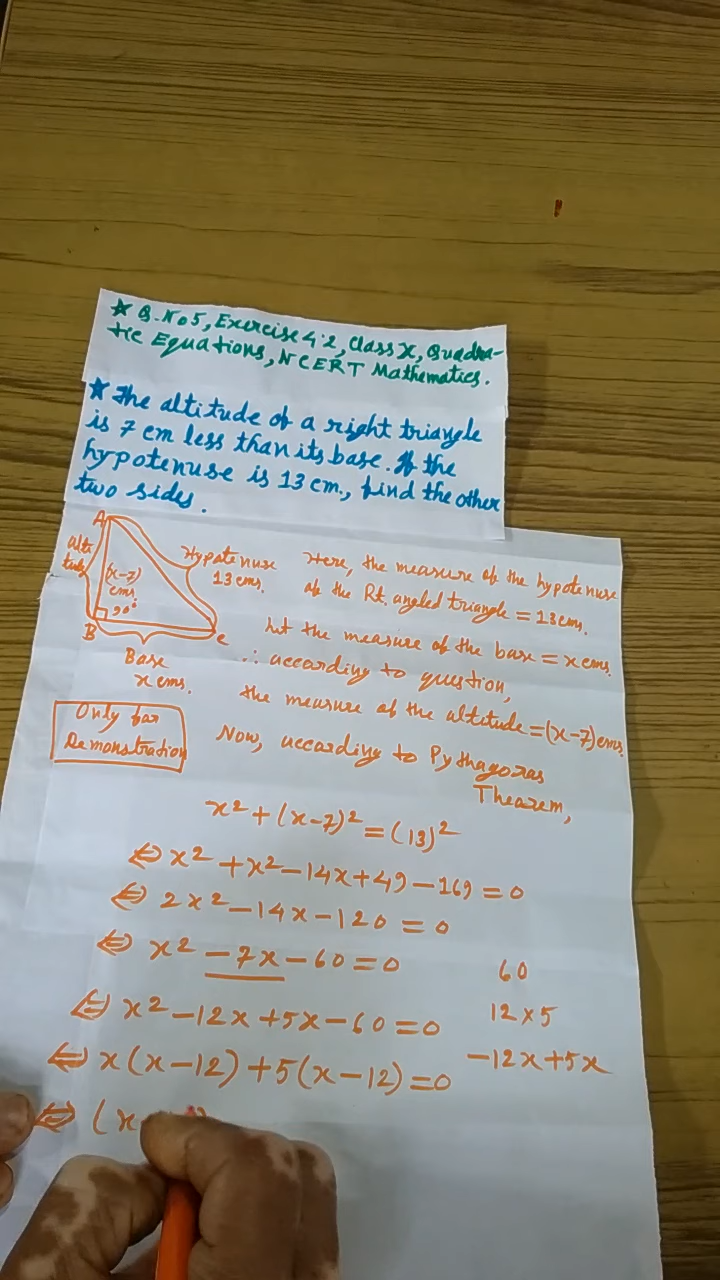 ★ Q. No 5, Exercise 4.2, Class X, Quadra-
tic Equations, NCERT Mathematics.
★ The altitude of a right triangle
is 7 cm less than its base. If the
hypotenuse is 13 cm., find the other
two sides.
A
alti
tude
(x-7)
cms.
90°
B
C
Hypotenuse
13 cms.
Base
x cms.
Only for
Demonstration
Here, the measure of the hypotenuse
of the Rt. angled triangle = 13 cms.
Let the measure of the base = x cms.
∴ according to question,
the measure of the altitude = (x-7) cms.
Now, according to Pythagoras
Theorem,
x² + (x-7)² = (13)²
⇔ x² + x² - 14x + 49 - 169 = 0
⇔ 2x² - 14x - 120 = 0
⇔ x² - 7x - 60 = 0
60
⇔ x² - 12x + 5x - 60 = 0
12 × 5
⇔ x(x-12) + 5(x-12) = 0
-12x + 5x
⇔ (x